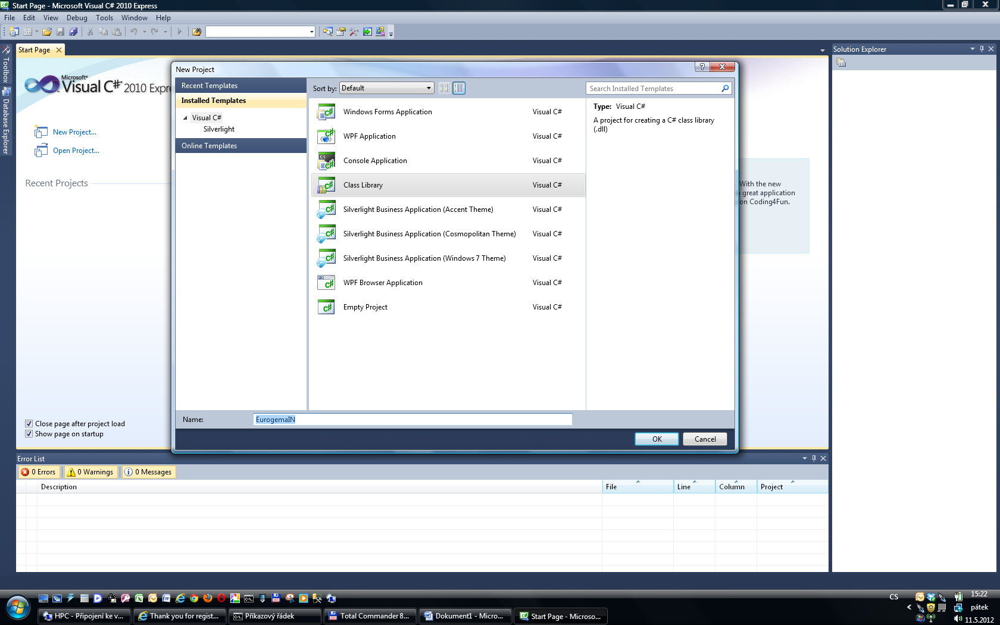 Start Page - Microsoft Visual C# 2010 Express
File Edit View Debug Tools Window Help
Toolbox
Database Explorer
Start Page
Microsoft®
Visual C#® 2010 Expre
New Project...
Open Project...
Recent Projects
Close page after project load
Show page on startup
New Project
Recent Templates
Installed Templates
Visual C#
Silverlight
Online Templates
Sort by: Default
Search Installed Templates
Windows Forms Application Visual C#
WPF Application Visual C#
Console Application Visual C#
Class Library Visual C#
Silverlight Business Application (Accent Theme) Visual C#
Silverlight Business Application (Cosmopolitan Theme) Visual C#
Silverlight Business Application (Windows 7 Theme) Visual C#
WPF Browser Application Visual C#
Empty Project Visual C#
Type: Visual C#
A project for creating a C# class library
(.dll)
Name: EurogemaIN
OK Cancel
With the new
great application
on Coding4Fun.
Solution Explorer
Error List
0 Errors 0 Warnings 0 Messages
Description File Line Column Project
HPC - Připojení ke v... Thank you for regist... Příkazový řádek Total Commander 8... Dokument1 - Micro... Start Page - Microso...
CS
15:22
pátek
11.5.2012